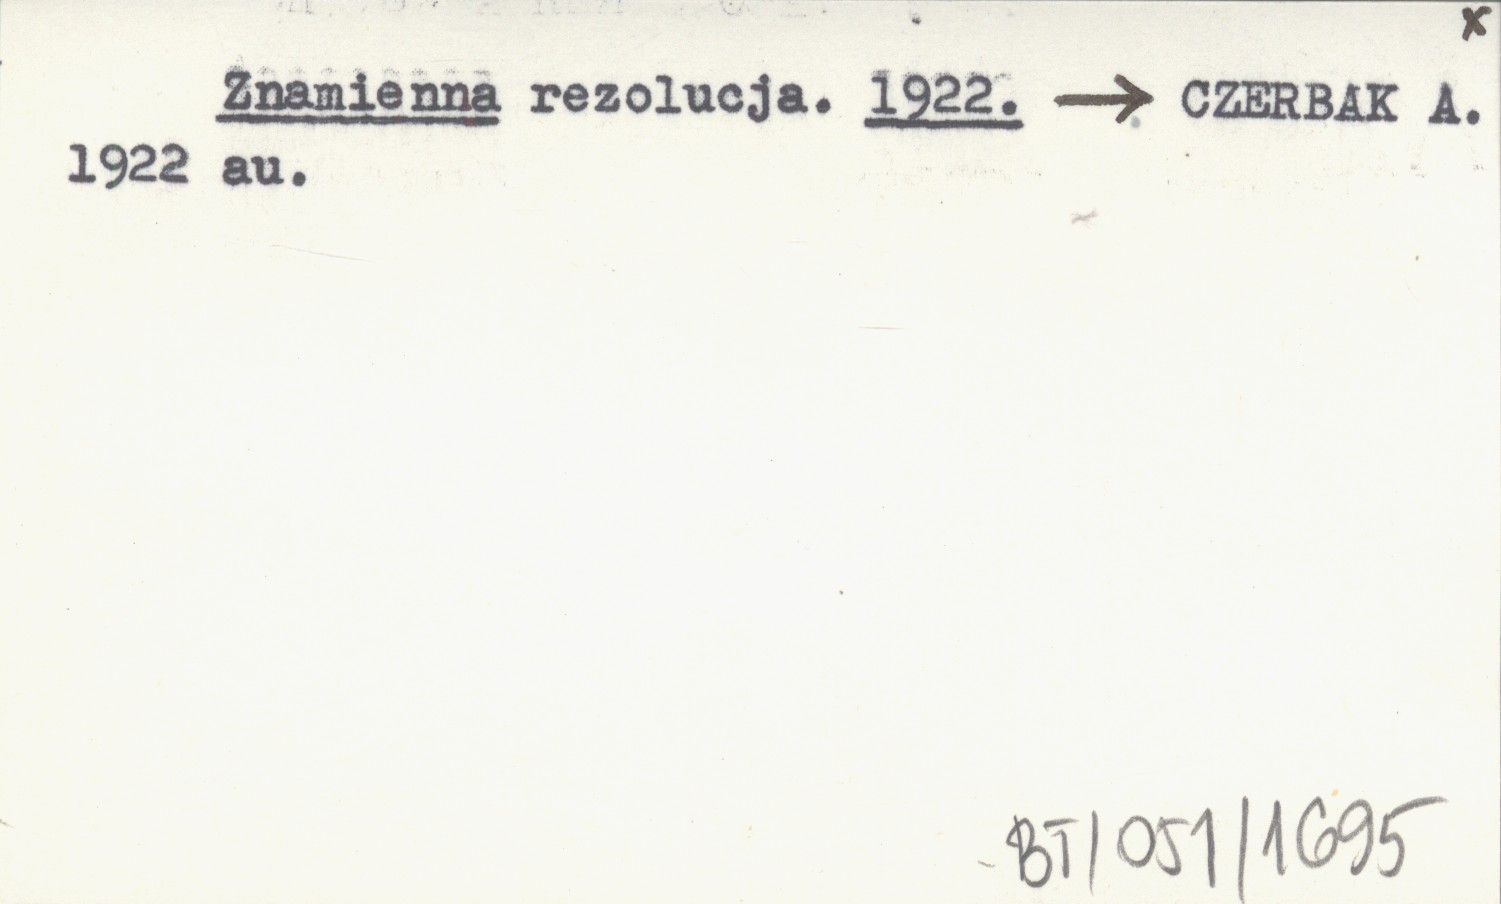 x
Znamienna rezolucja. 1922. → CZERBAK A.
1922 au.
BT/051/1695